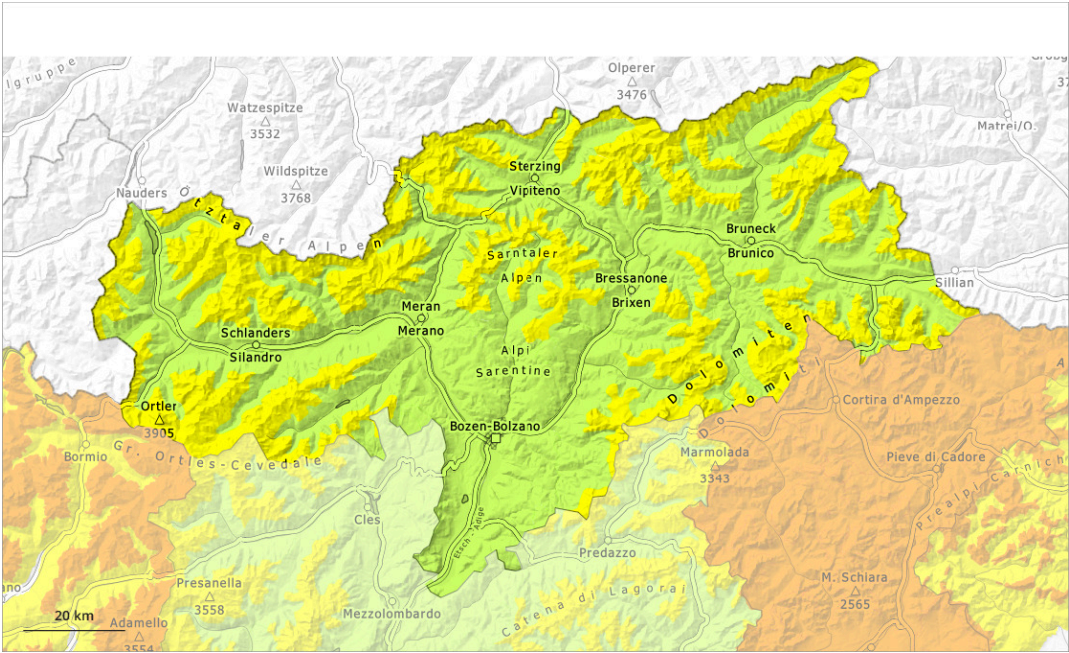 Olperer
3476
Watzespitze
3532
Matrei/O.
Wildspitze
3768
Nauders
Sterzing
Vipiteno
Ötztaler Alpen
Bruneck
Brunico
Sarntaler
Alpen
Bressanone
Brixen
Sillian
Meran
Merano
Schlanders
Silandro
Alpi
Sarentine
Dolomiten
Dolomiti
Ortler
3905
Cortina d'Ampezzo
Bozen-Bolzano
Gr. Ortles-Cevedale
Bormio
Marmolada
3343
Pieve di Cadore
Prealpi Carnich
Cles
Etsch - Adige
Predazzo
Presanella
3558
M. Schiara
2565
Mezzolombardo
Catena di Lagorai
20 km
Adamello
3554